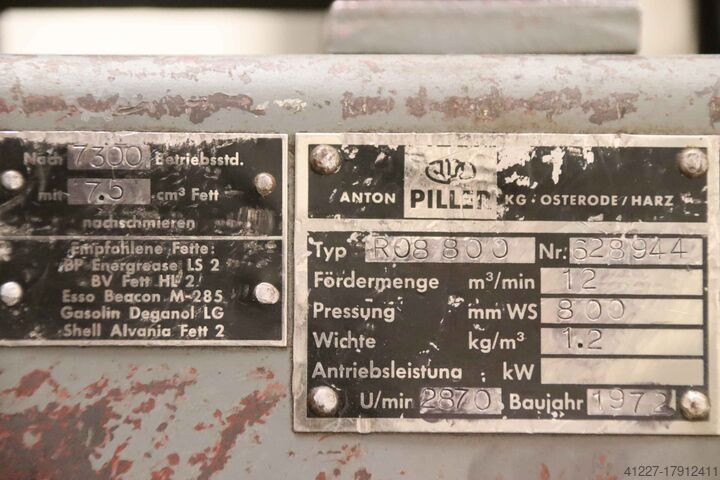 Nach 7300 Betriebsstd.
mit 7.5 cm³ Fett
nachschmieren
Empfohlene Fette:
BP Energrease LS 2
BV Fett HL 2
Esso Beacon M-285
Gasolin Deganol LG
Shell Alvania Fett 2
ANTON PILLER KG · OSTERODE/HARZ
Typ RO8 800 Nr. 628944
Fördermenge m³/min 12
Pressung mm WS 800
Wichte kg/m³ 1.2
Antriebsleistung kW
U/min 2870 Baujahr 1972
41227-17912411